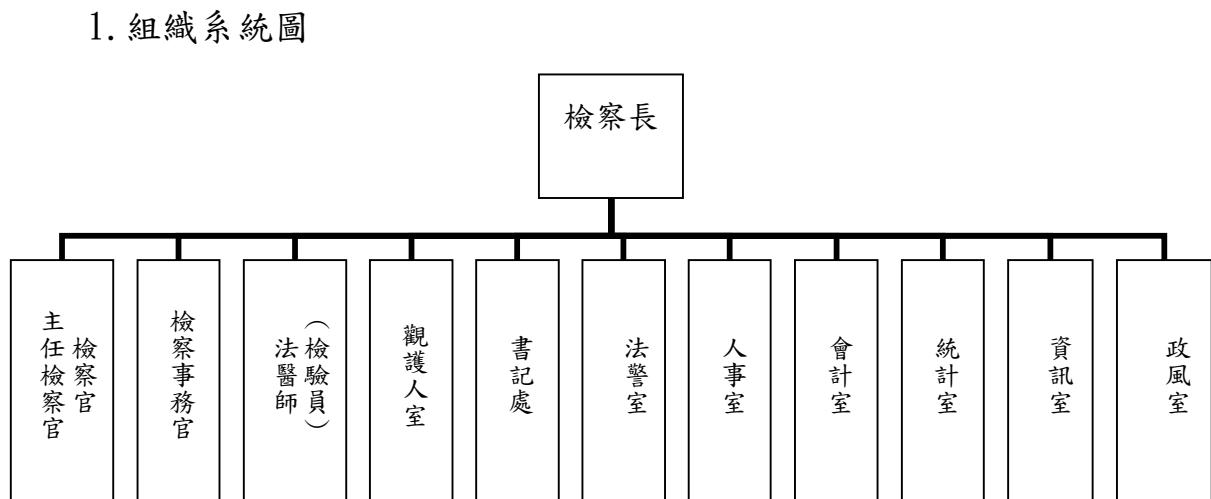 1. 組織系統圖
檢察長
主任檢察官
檢察官
檢察事務官
法醫師
（檢驗員）
觀護人室
書記處
法警室
人事室
會計室
統計室
資訊室
政風室